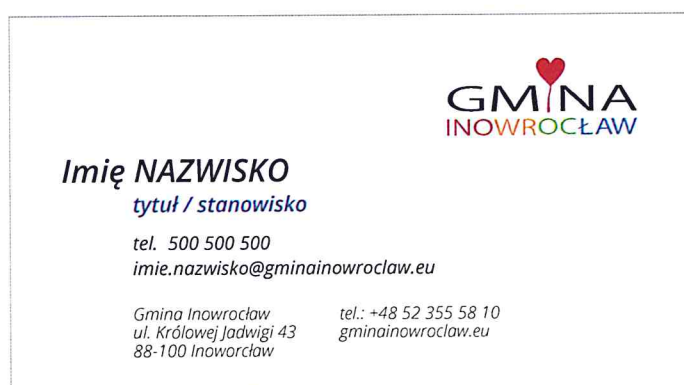 GMINA
INOWROCŁAW
Imię NAZWISKO
tytuł / stanowisko
tel. 500 500 500
imie.nazwisko@gminainowroclaw.eu
Gmina Inowrocław
ul. Królowej Jadwigi 43
88-100 Inoworcław
tel.: +48 52 355 58 10
gminainowroclaw.eu